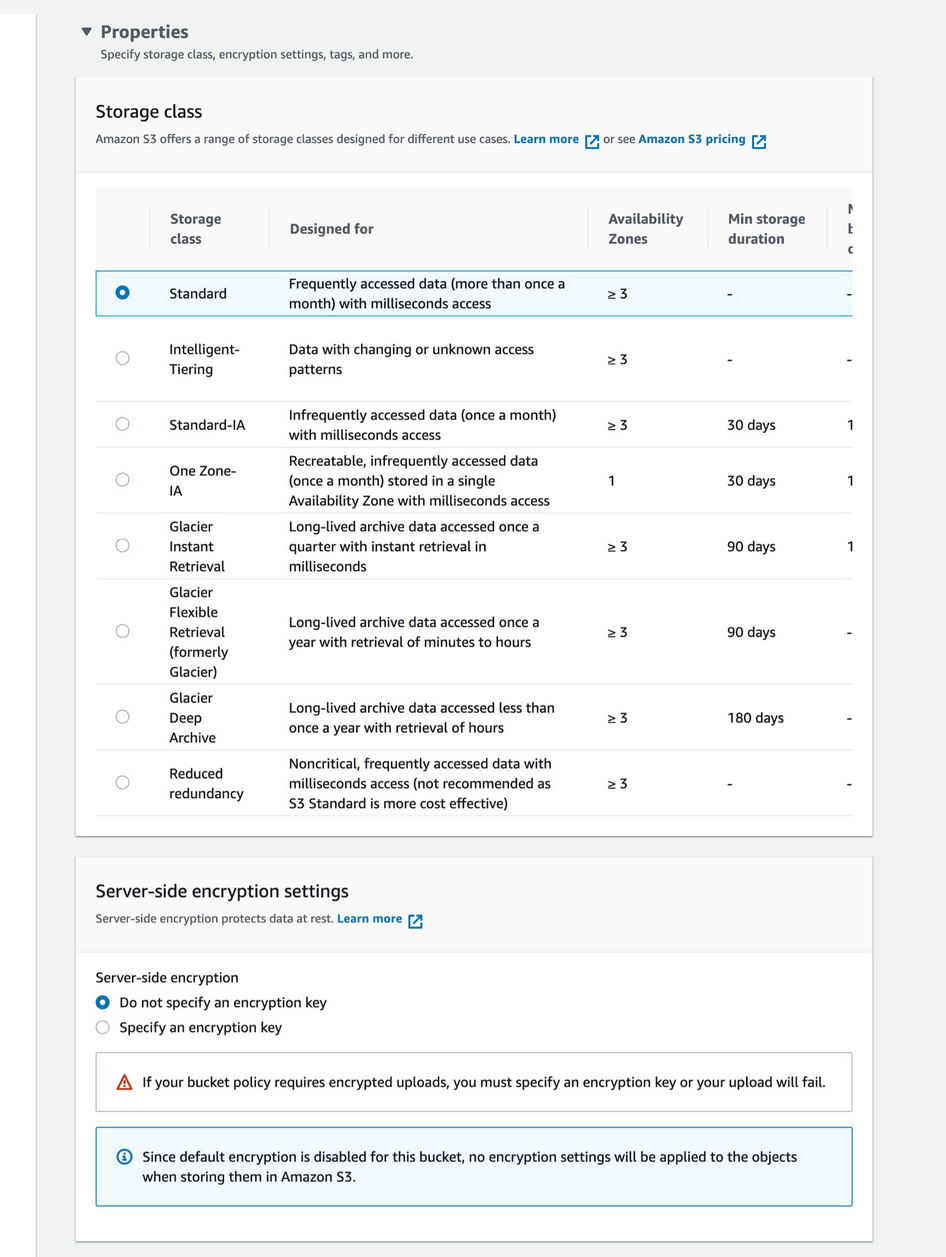 Properties
Specify storage class, encryption settings, tags, and more.
Storage class
Amazon S3 offers a range of storage classes designed for different use cases. Learn more or see Amazon S3 pricing
Storage
class
Designed for
Availability
Zones
Min storage
duration
Standard
Frequently accessed data (more than once a
month) with milliseconds access
≥ 3
-
-
Intelligent-
Tiering
Data with changing or unknown access
patterns
≥ 3
-
-
Standard-IA
Infrequently accessed data (once a month)
with milliseconds access
≥ 3
30 days
1
One Zone-
IA
Recreatable, infrequently accessed data
(once a month) stored in a single
Availability Zone with milliseconds access
1
30 days
1
Glacier
Instant
Retrieval
Long-lived archive data accessed once a
quarter with instant retrieval in
milliseconds
≥ 3
90 days
1
Glacier
Flexible
Retrieval
(formerly
Glacier)
Long-lived archive data accessed once a
year with retrieval of minutes to hours
≥ 3
90 days
-
Glacier
Deep
Archive
Long-lived archive data accessed less than
once a year with retrieval of hours
≥ 3
180 days
-
Reduced
redundancy
Noncritical, frequently accessed data with
milliseconds access (not recommended as
S3 Standard is more cost effective)
≥ 3
-
-
Server-side encryption settings
Server-side encryption protects data at rest. Learn more
Server-side encryption
Do not specify an encryption key
Specify an encryption key
If your bucket policy requires encrypted uploads, you must specify an encryption key or your upload will fail.
Since default encryption is disabled for this bucket, no encryption settings will be applied to the objects
when storing them in Amazon S3.